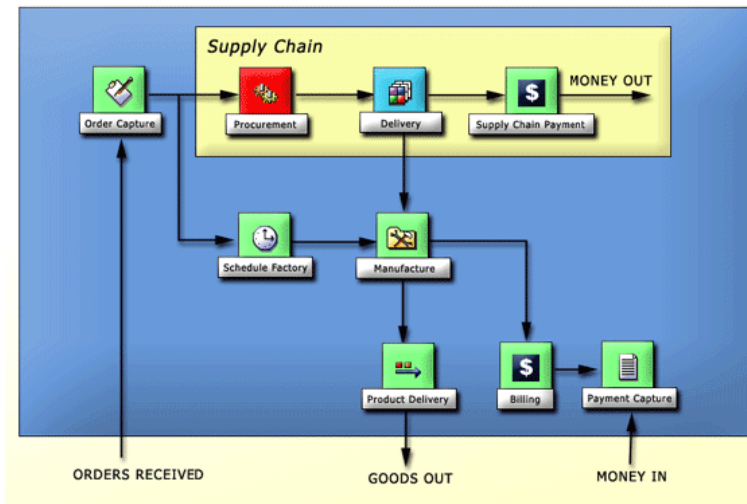 Supply Chain
MONEY OUT
Order Capture
Procurement
Delivery
Supply Chain Payment
Schedule Factory
Manufacture
Product Delivery
Billing
Payment Capture
ORDERS RECEIVED
GOODS OUT
MONEY IN